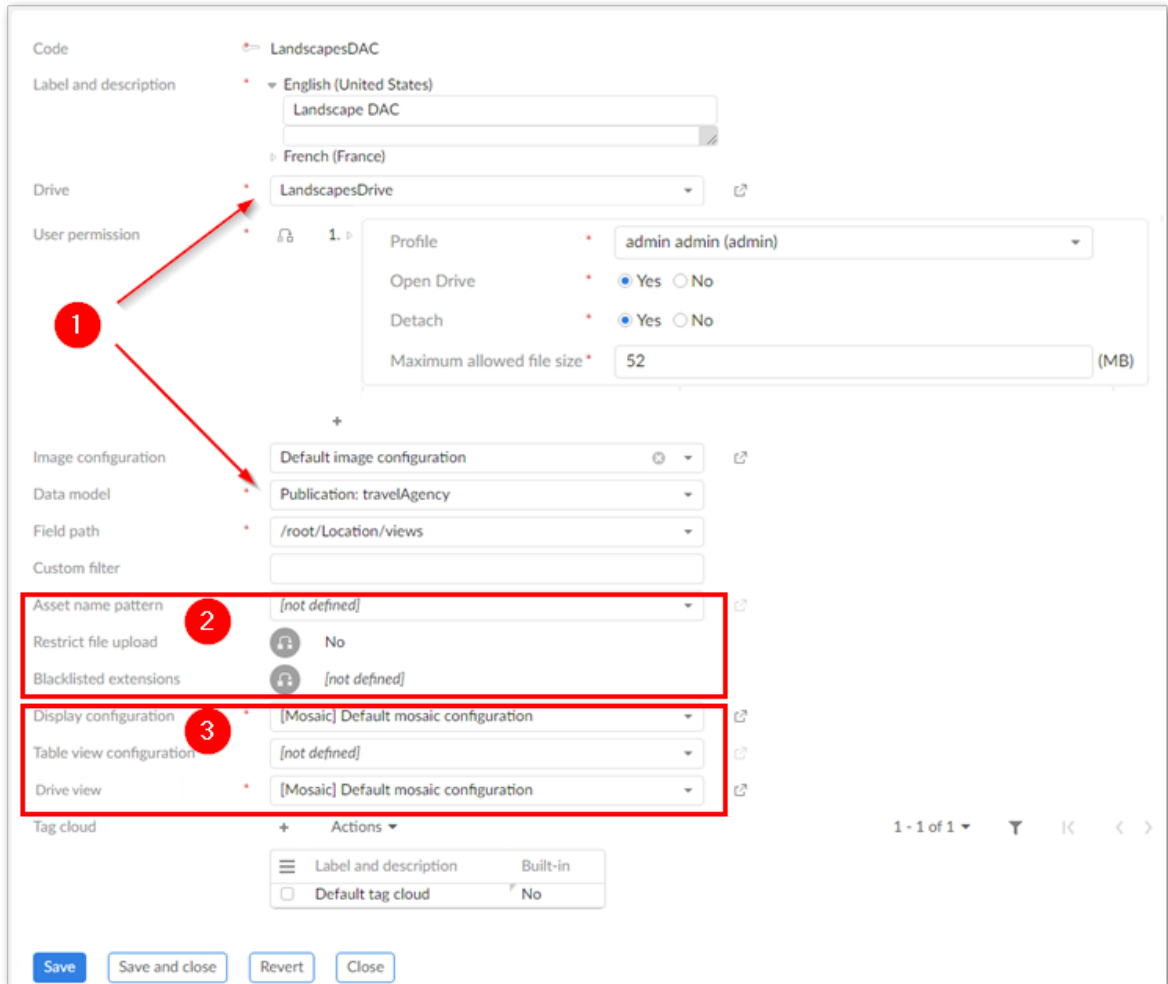 Code * LandscapesDAC
Label and description * English (United States)
Landscape DAC
French (France)
Drive * LandscapesDrive
User permission * 1.
Profile * admin admin (admin)
Open Drive * Yes No
Detach * Yes No
Maximum allowed file size * 52 (MB)
1
+
Image configuration Default image configuration
Data model * Publication: travelAgency
Field path * /root/Location/views
Custom filter
Asset name pattern [not defined]
2
Restrict file upload No
Blacklisted extensions [not defined]
Display configuration * [Mosaic] Default mosaic configuration
3
Table view configuration [not defined]
Drive view * [Mosaic] Default mosaic configuration
Tag cloud + Actions 1 - 1 of 1
Label and description Built-in
Default tag cloud No
Save Save and close Revert Close